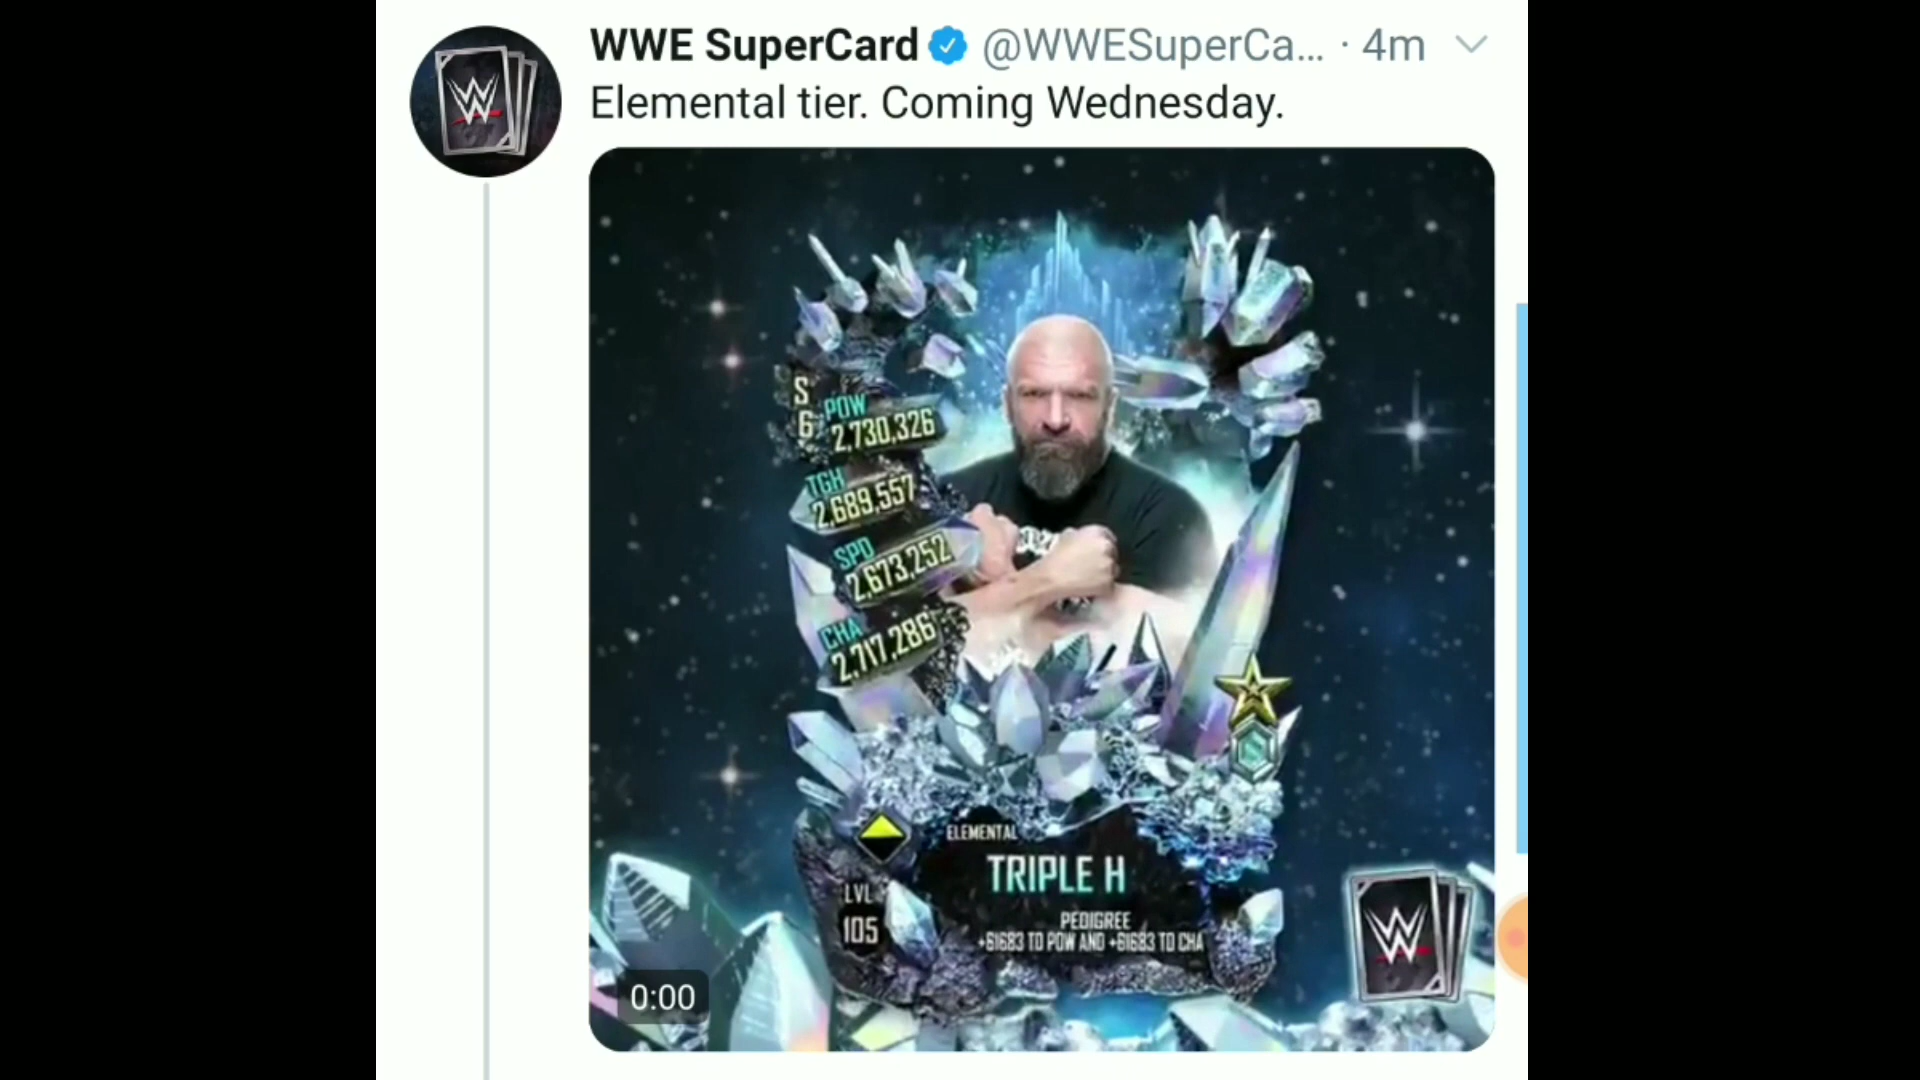 WWE SuperCard @WWESuperCa... · 4m
Elemental tier. Coming Wednesday.
S
6
POW
2,730,326
TGH
2,689,557
SPD
2,673,252
CHA
2,717,286
S
ELEMENTAL
TRIPLE H
LVL
105
PEDIGREE
+61683 TO POW AND +61683 TO CHA
0:00